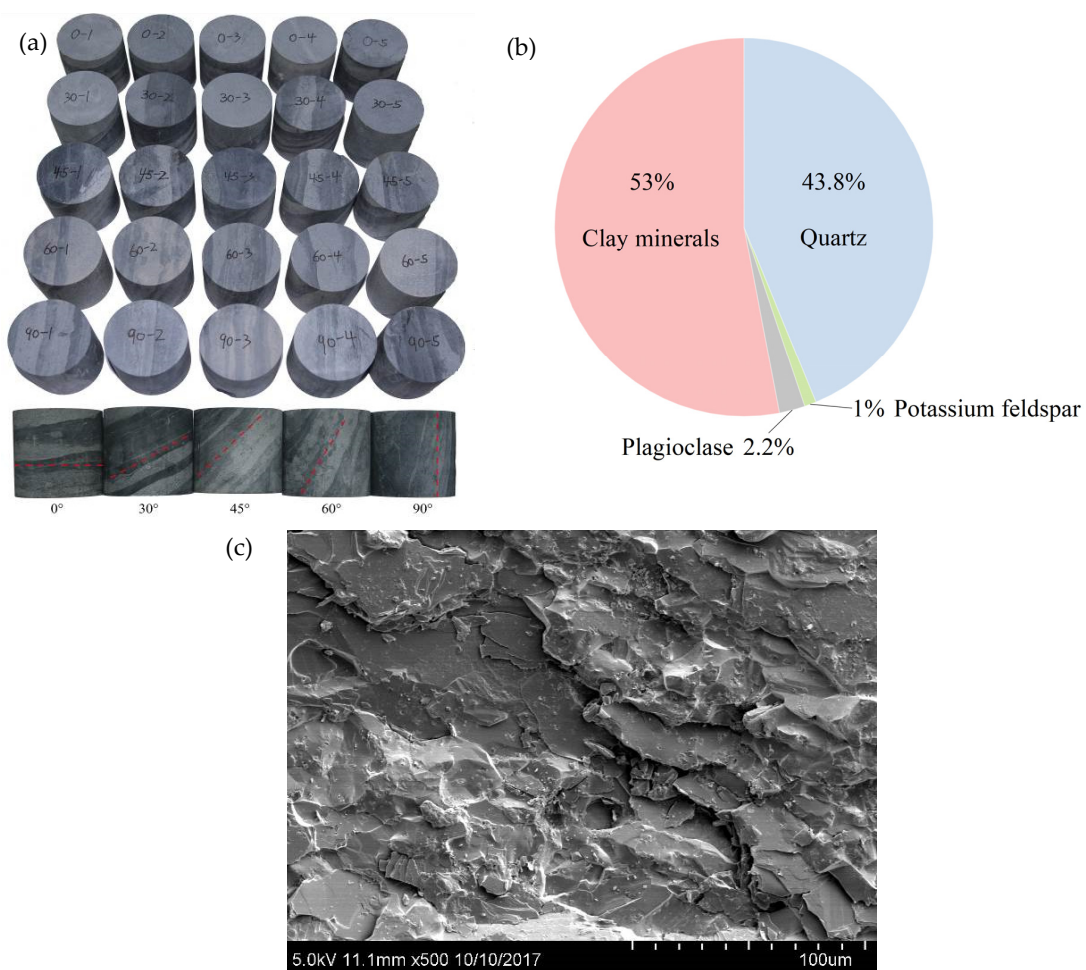 (a)
0-1 0-2 0-3 0-4 0-5
30-1 30-2 30-3 30-4 30-5
45-1 45-2 45-3 45-4 45-5
60-1 60-2 60-3 60-4 60-5
90-1 90-2 90-3 90-4 90-5
0° 30° 45° 60° 90°
(b)
53%
Clay minerals
43.8%
Quartz
1% Potassium feldspar
Plagioclase 2.2%
(c)
5.0kV 11.1mm x500 10/10/2017
100um